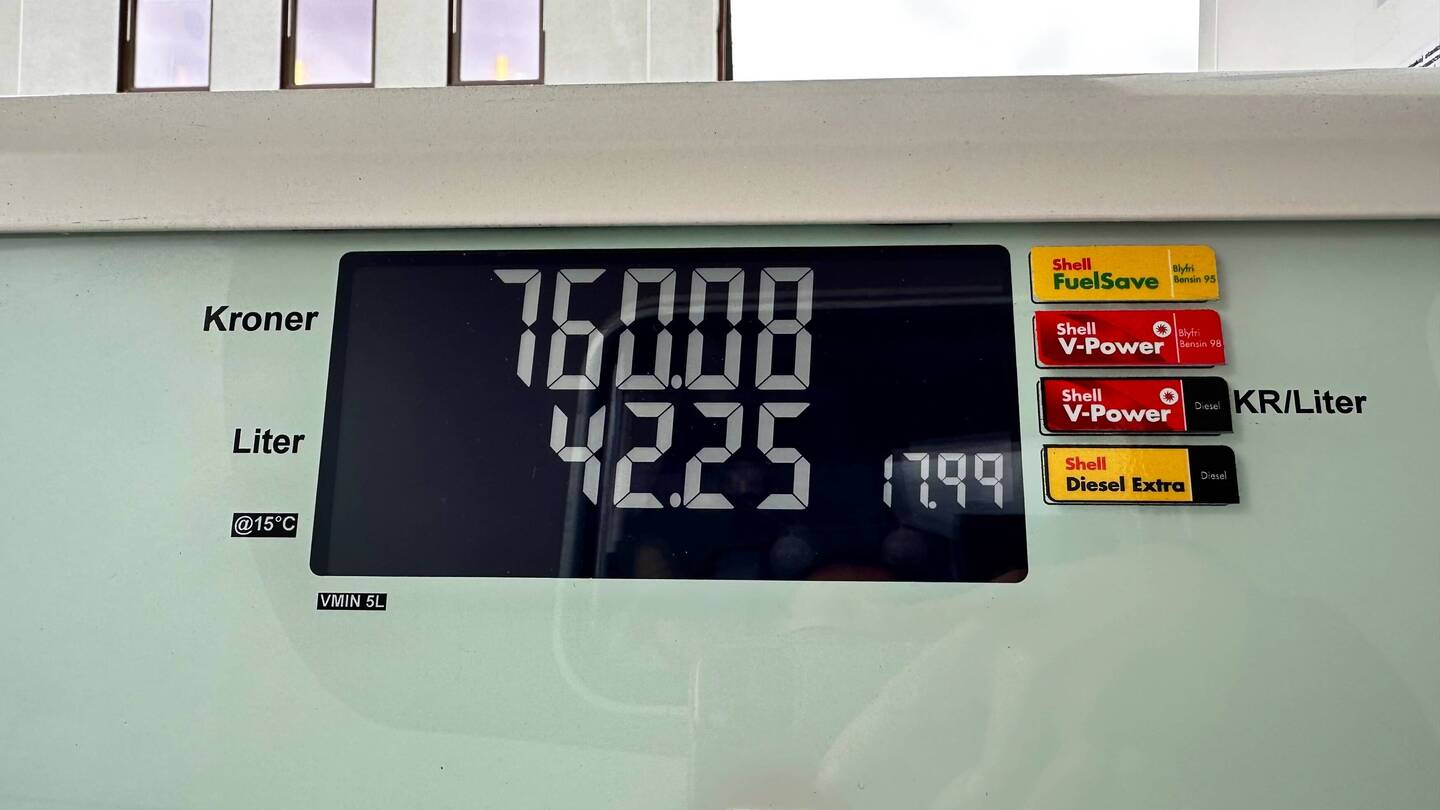 Kroner
760.08
Liter
42.25
17.99
@15°C
VMIN 5L
Shell
FuelSave
Blyfri
Bensin 95
Shell
V-Power
Blyfri
Bensin 98
Shell
V-Power
Diesel
KR/Liter
Shell
Diesel Extra
Diesel